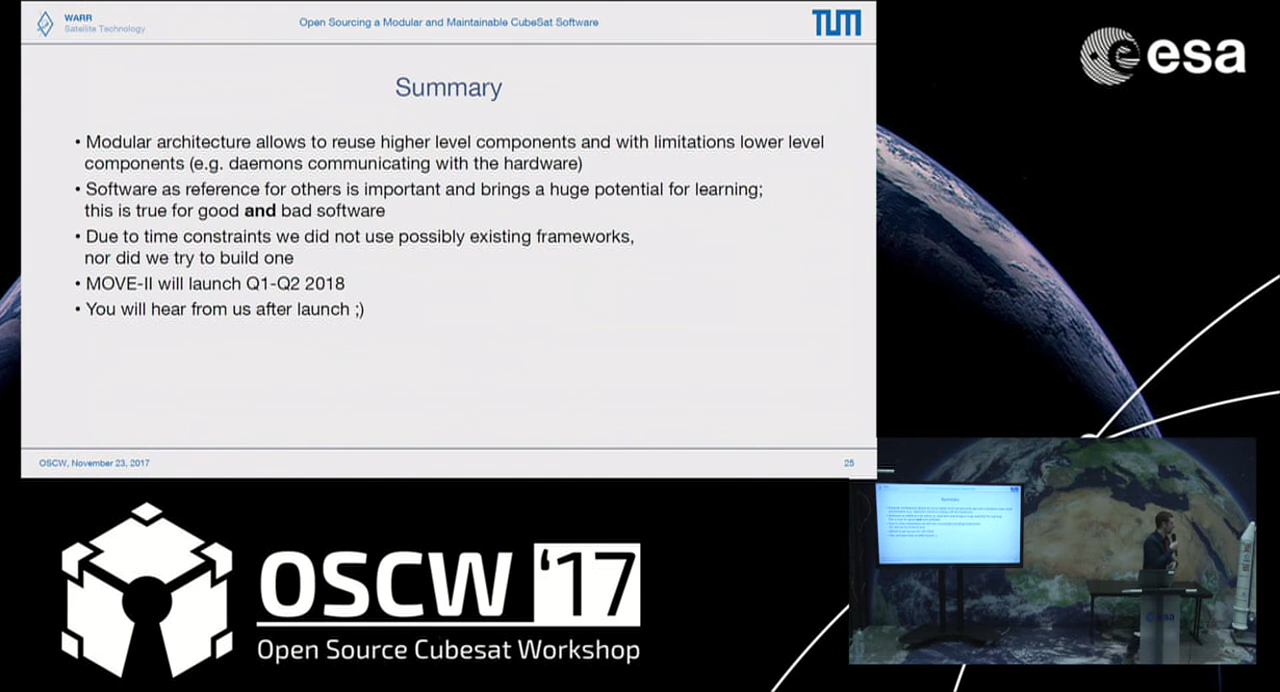 WARR
Satellite Technology
Open Sourcing a Modular and Maintainable CubeSat Software
TUM
esa
Summary
• Modular architecture allows to reuse higher level components and with limitations lower level
components (e.g. daemons communicating with the hardware)
• Software as reference for others is important and brings a huge potential for learning;
this is true for good and bad software
• Due to time constraints we did not use possibly existing frameworks,
nor did we try to build one
• MOVE-II will launch Q1-Q2 2018
• You will hear from us after launch ;)
OSCW, November 23, 2017
25
OSCW '17
Open Source Cubesat Workshop
esa